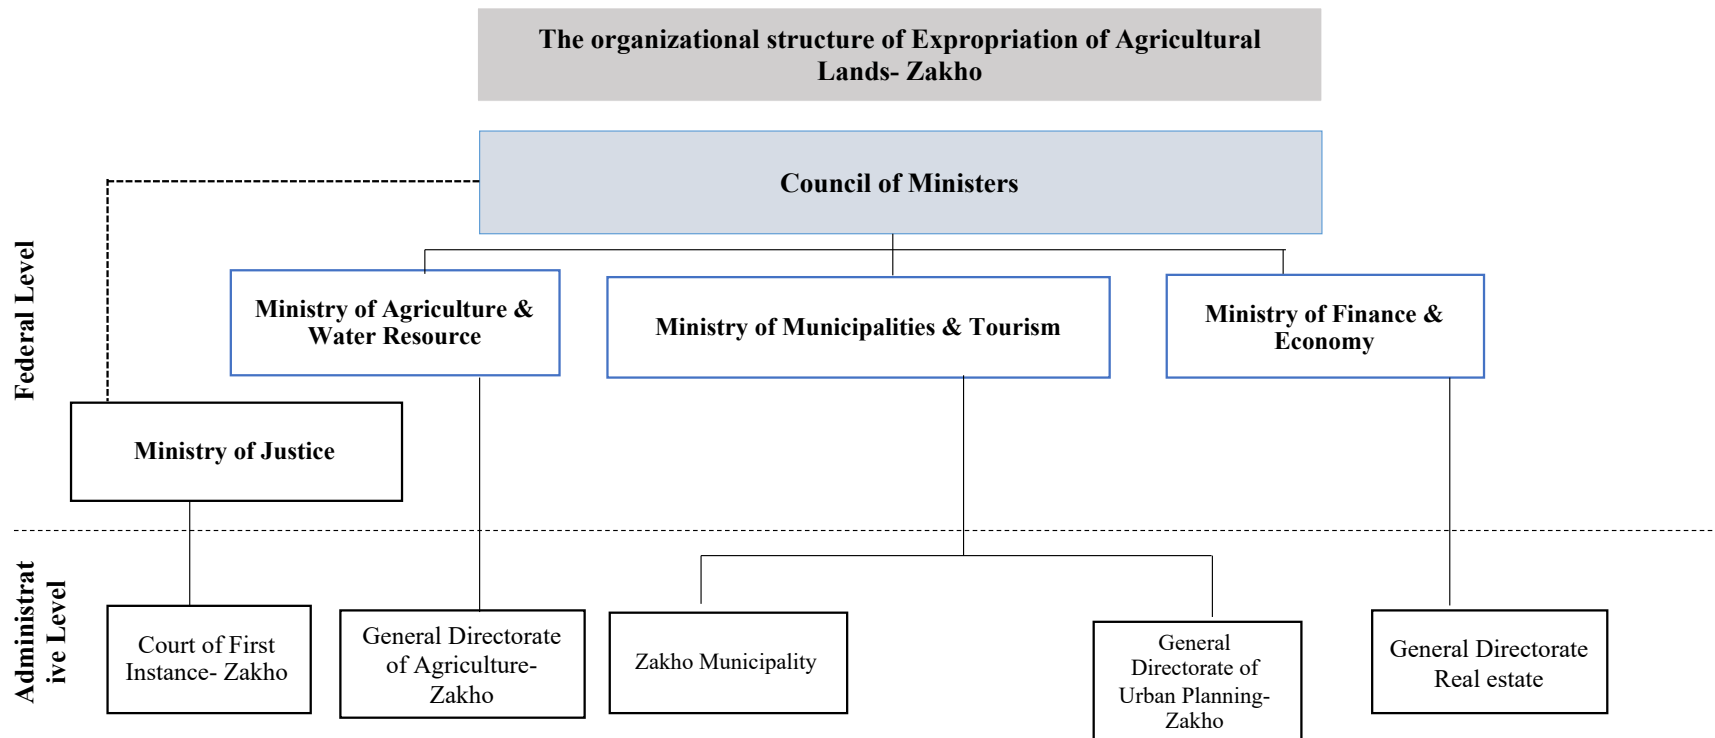 The organizational structure of Expropriation of Agricultural
Lands- Zakho
Council of Ministers
Federal Level
Ministry of Agriculture &
Water Resource
Ministry of Municipalities & Tourism
Ministry of Finance &
Economy
Ministry of Justice
Administrat
ive Level
Court of First
Instance- Zakho
General Directorate
of Agriculture-
Zakho
Zakho Municipality
General
Directorate of
Urban Planning-
Zakho
General Directorate
Real estate